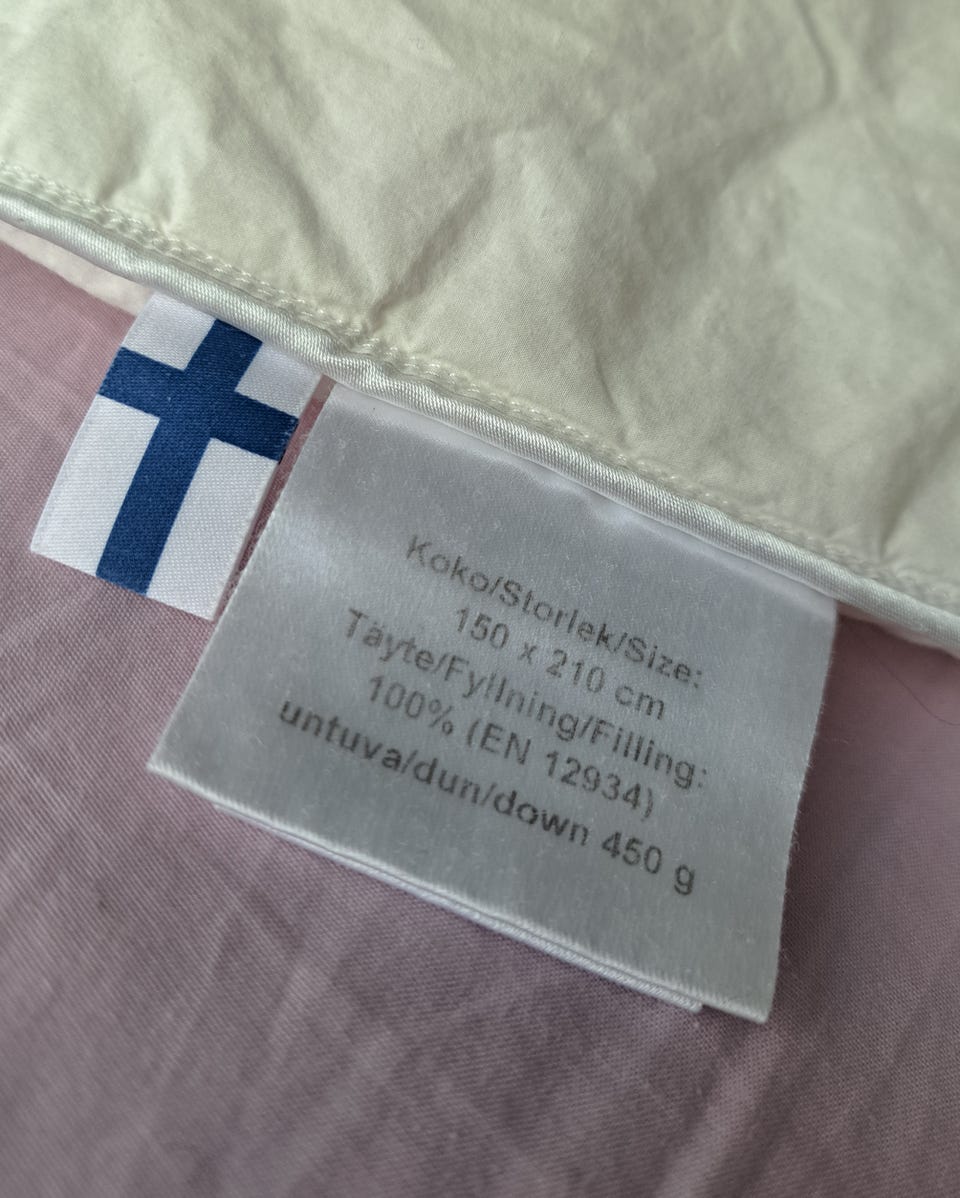 Koko/Storlek/Size:
150 x 210 cm
Täyte/Fyllning/Filling:
100% (EN 12934)
untuva/dun/down 450 g